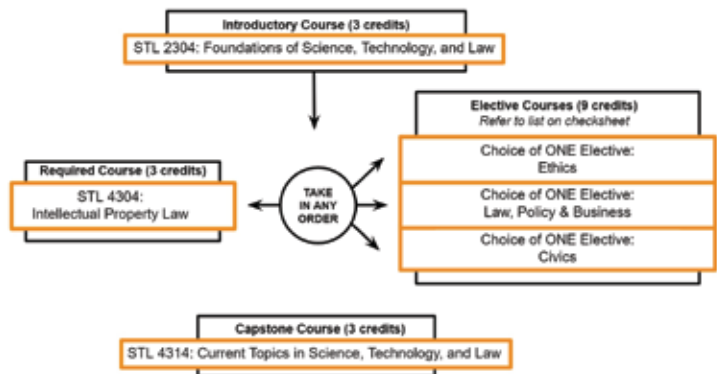 Introductory Course (3 credits)
STL 2304: Foundations of Science, Technology, and Law
Elective Courses (9 credits)
Refer to list on checksheet
Choice of ONE Elective:
Ethics
Choice of ONE Elective:
Law, Policy & Business
Choice of ONE Elective:
Civics
Required Course (3 credits)
STL 4304:
Intellectual Property Law
TAKE
IN ANY
ORDER
Capstone Course (3 credits)
STL 4314: Current Topics in Science, Technology, and Law